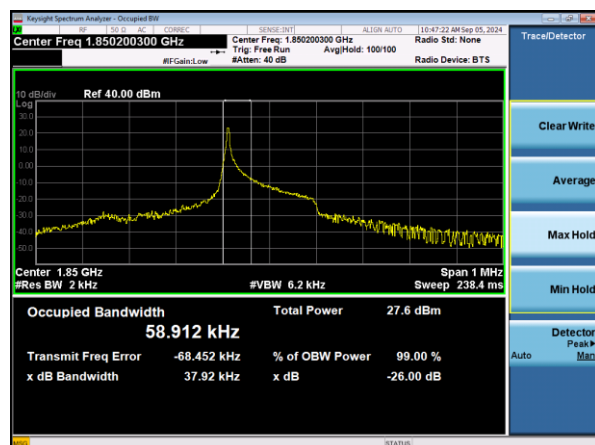 Keysight Spectrum Analyzer - Occupied BW
RF 50 Ω AC CORREC SENSE:INT ALIGN AUTO 10:47:22 AM Sep 05, 2024
Center Freq 1.850200300 GHz
Center Freq: 1.850200300 GHz Radio Std: None
Trig: Free Run Avg|Hold: 100/100
#IFGain:Low #Atten: 40 dB Radio Device: BTS
Trace/Detector
10 dB/div Ref 40.00 dBm
Log
30.0
20.0
10.0
0.00
-10.0
-20.0
-30.0
-40.0
-50.0
Center 1.85 GHz Span 1 MHz
#Res BW 2 kHz #VBW 6.2 kHz Sweep 238.4 ms
Occupied Bandwidth Total Power 27.6 dBm
58.912 kHz
Transmit Freq Error -68.452 kHz % of OBW Power 99.00 %
x dB Bandwidth 37.92 kHz x dB -26.00 dB
Clear Write
Average
Max Hold
Min Hold
Detector
Peak
Auto Man
MSG STATUS